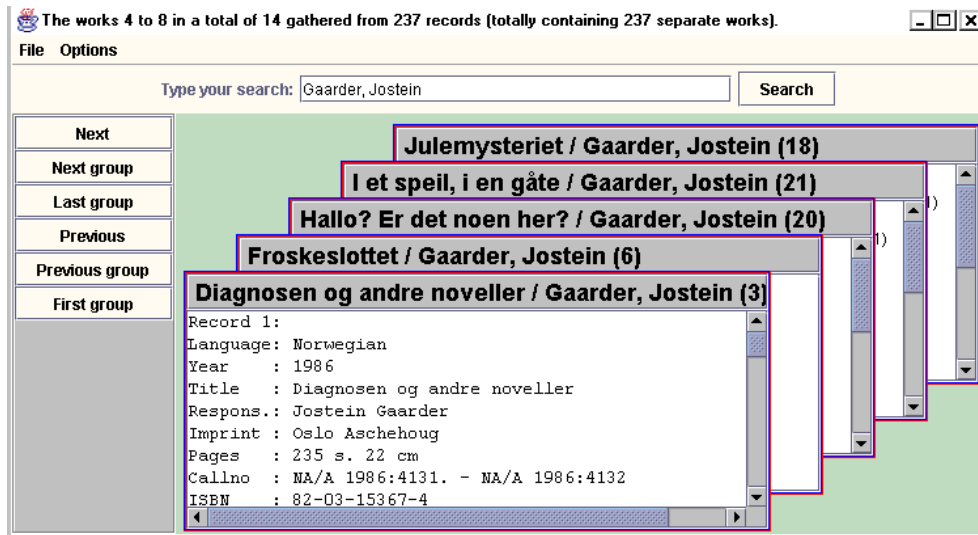 The works 4 to 8 in a total of 14 gathered from 237 records (totally containing 237 separate works).
File Options
Type your search: Gaarder, Jostein Search
Next
Next group
Last group
Previous
Previous group
First group
Julemysteriet / Gaarder, Jostein (18)
I et speil, i en gåte / Gaarder, Jostein (21)
Hallo? Er det noen her? / Gaarder, Jostein (20)
Froskeslottet / Gaarder, Jostein (6)
Diagnosen og andre noveller / Gaarder, Jostein (3)
Record 1:
Language: Norwegian
Year : 1986
Title : Diagnosen og andre noveller
Respons.: Jostein Gaarder
Imprint : Oslo Aschehoug
Pages : 235 s. 22 cm
Callno : NA/A 1986:4131. - NA/A 1986:4132
ISBN : 82-03-15367-4